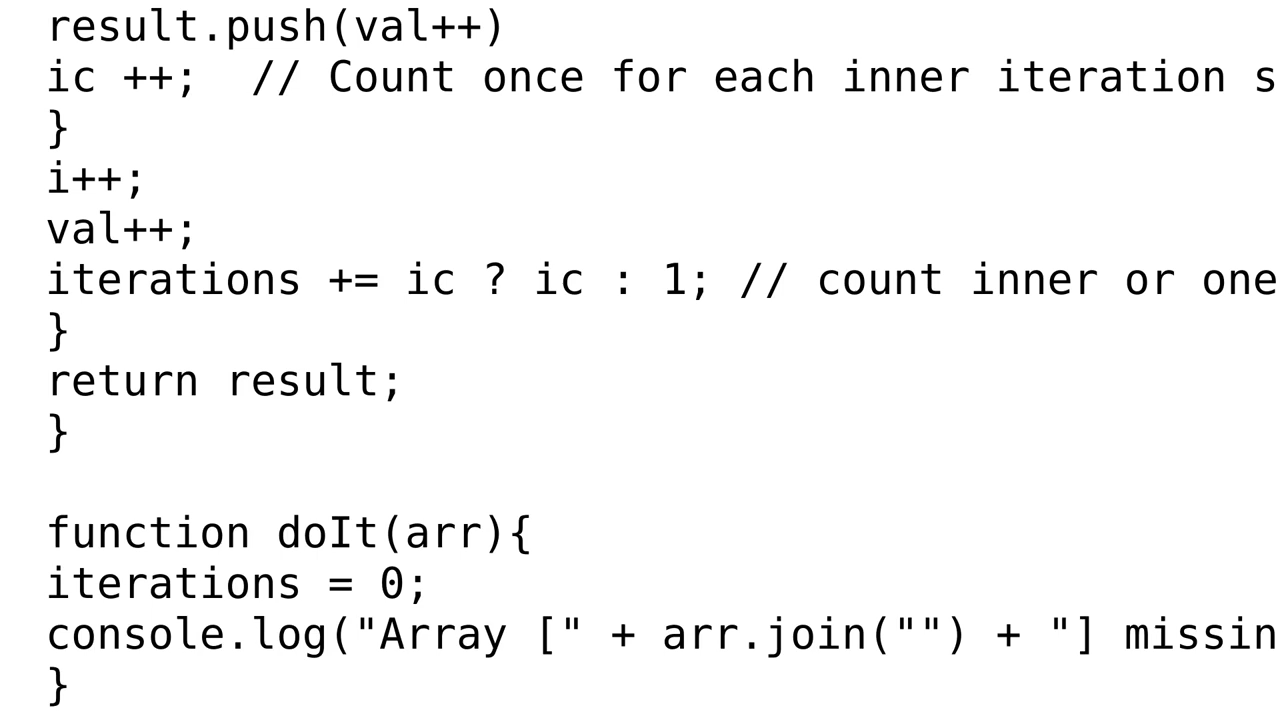 result.push(val++)
ic ++;  // Count once for each inner iteration s
}
i++;
val++;
iterations += ic ? ic : 1; // count inner or one
}
return result;
}

function doIt(arr){
iterations = 0;
console.log("Array [" + arr.join("") + "] missin
}